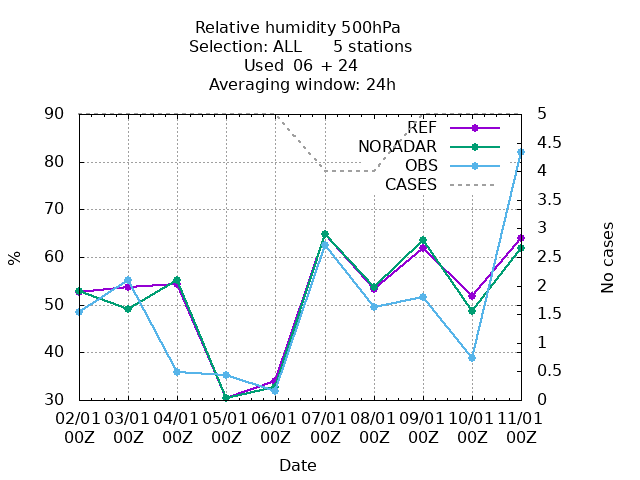 Relative humidity 500hPa
Selection: ALL 5 stations
Used 06 + 24
Averaging window: 24h
90
80
70
60
50
40
30
%
5
4.5
4
3.5
3
2.5
2
1.5
1
0.5
0
No cases
REF
NORADAR
OBS
CASES
02/01 03/01 04/01 05/01 06/01 07/01 08/01 09/01 10/01 11/01
00Z 00Z 00Z 00Z 00Z 00Z 00Z 00Z 00Z 00Z
Date